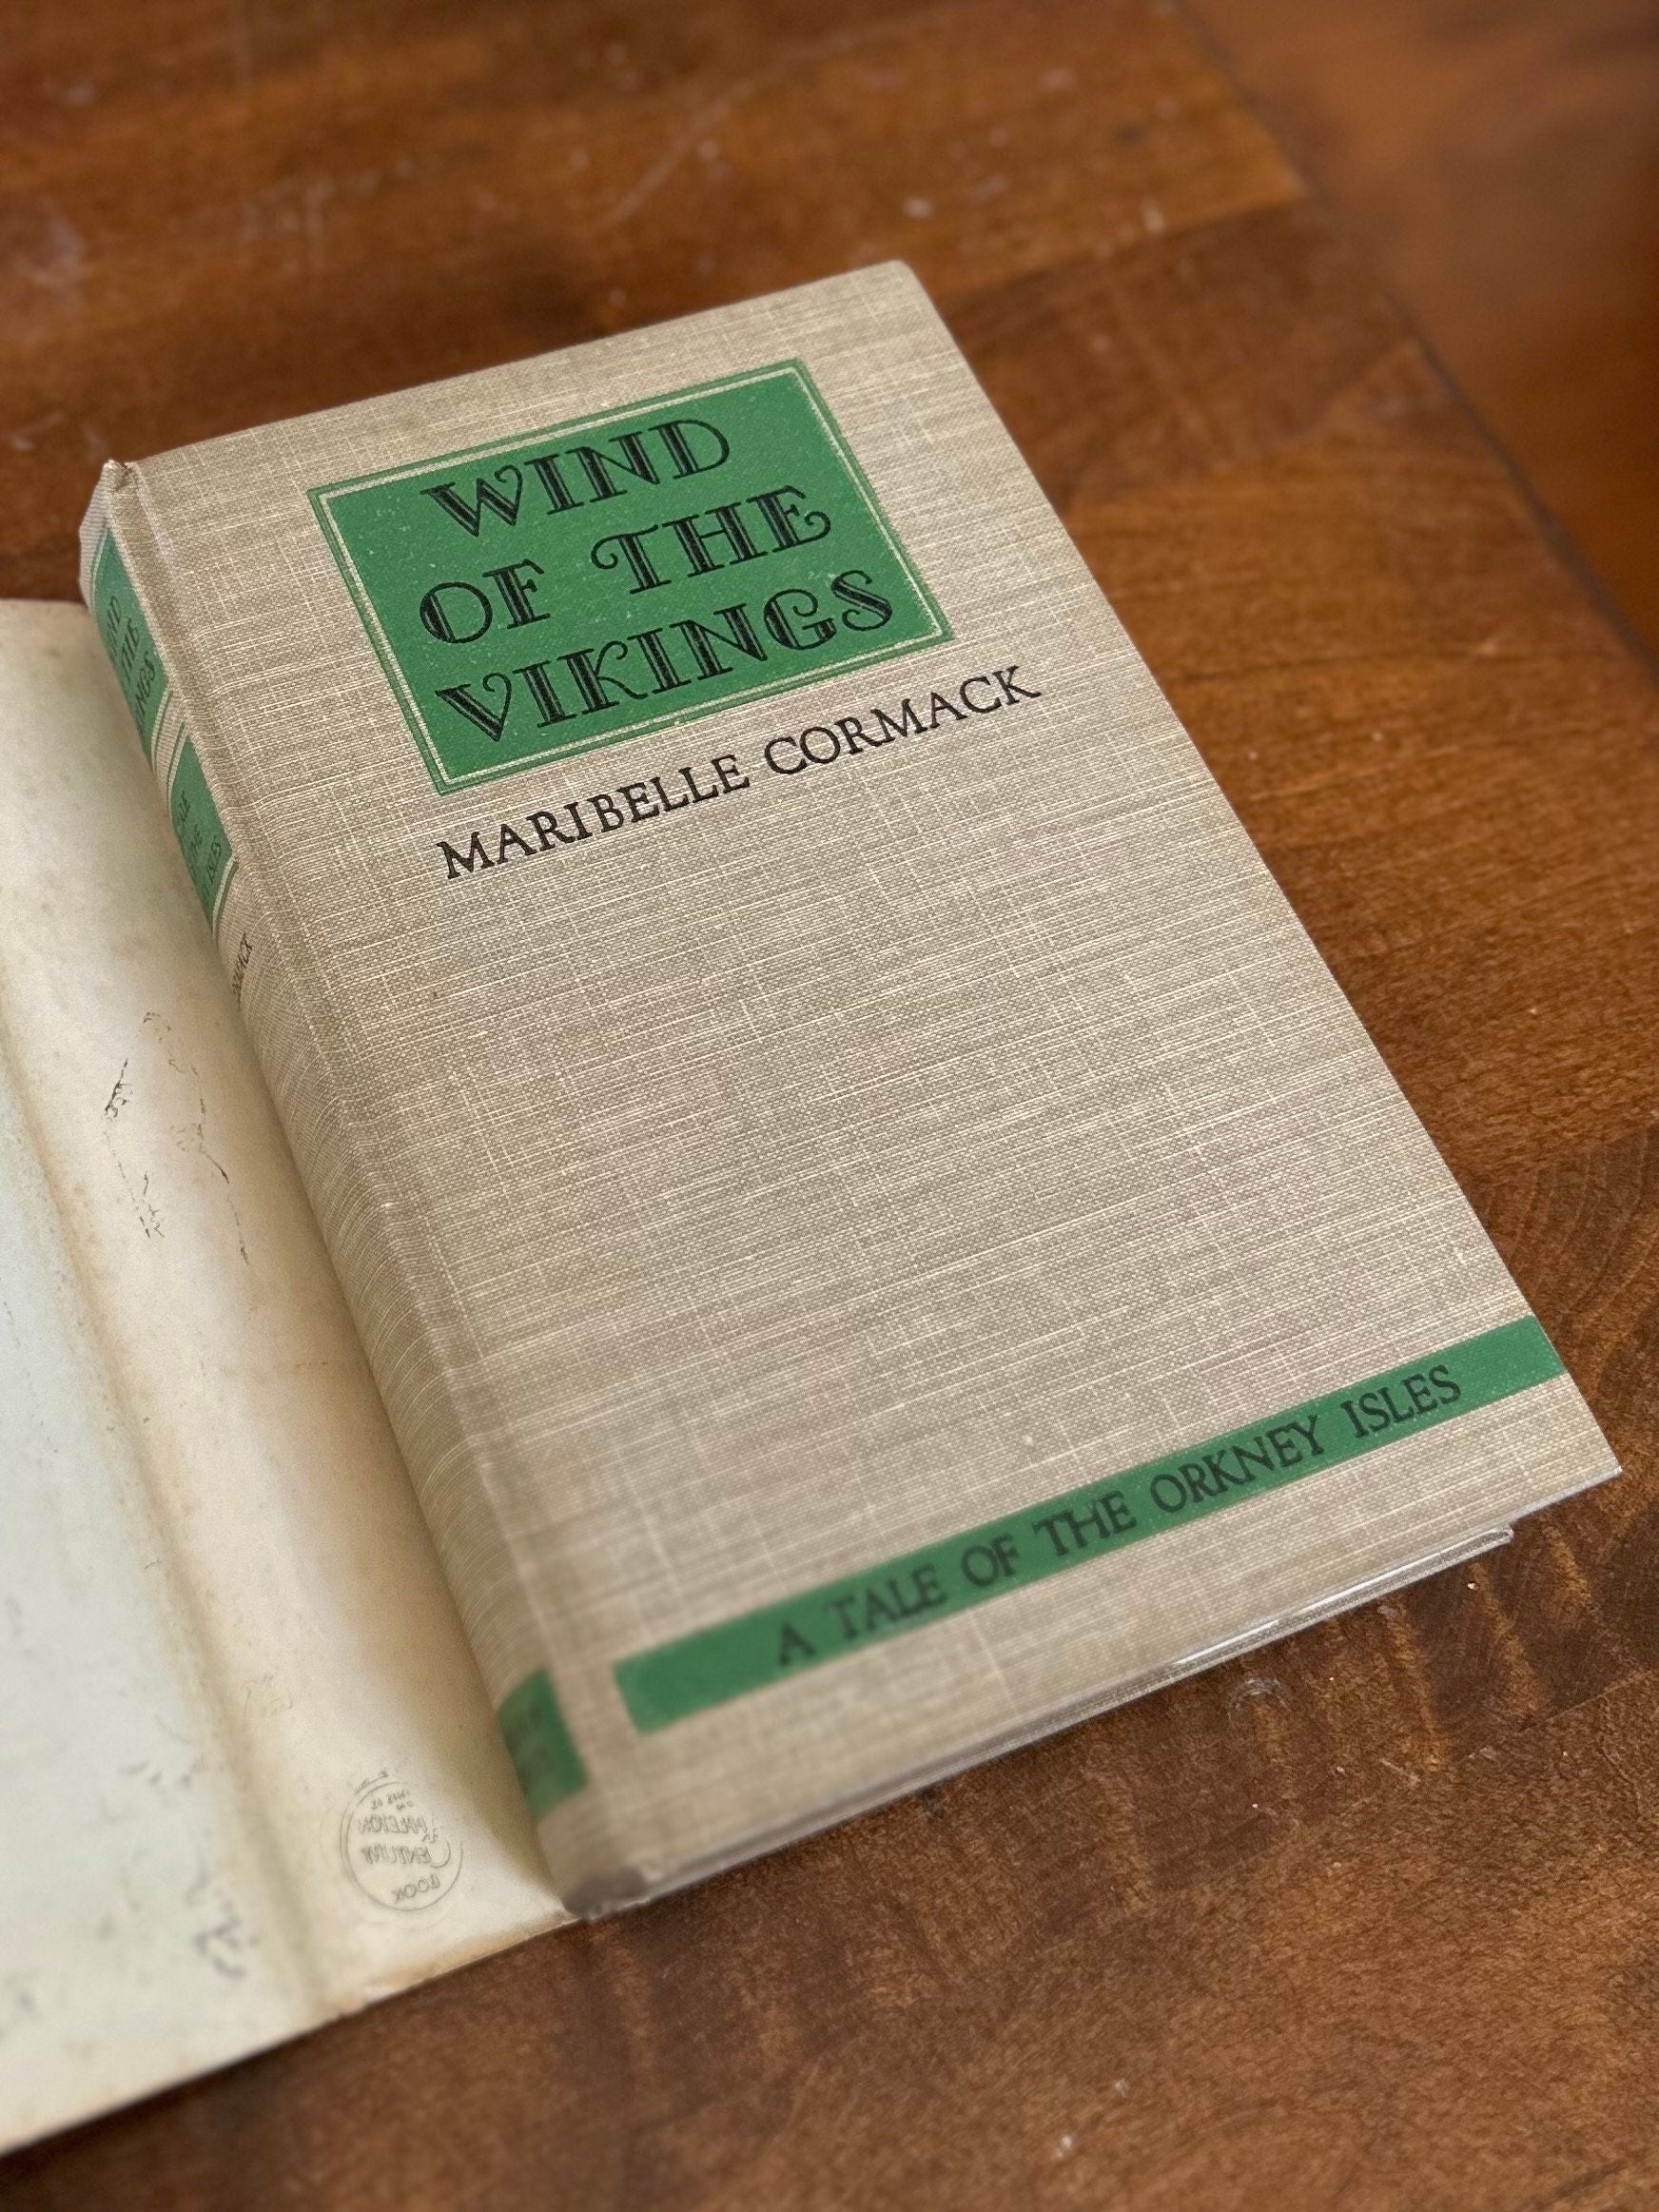 WIND
OF THE
VIKINGS
MARIBELLE CORMACK
A TALE OF THE ORKNEY ISLES